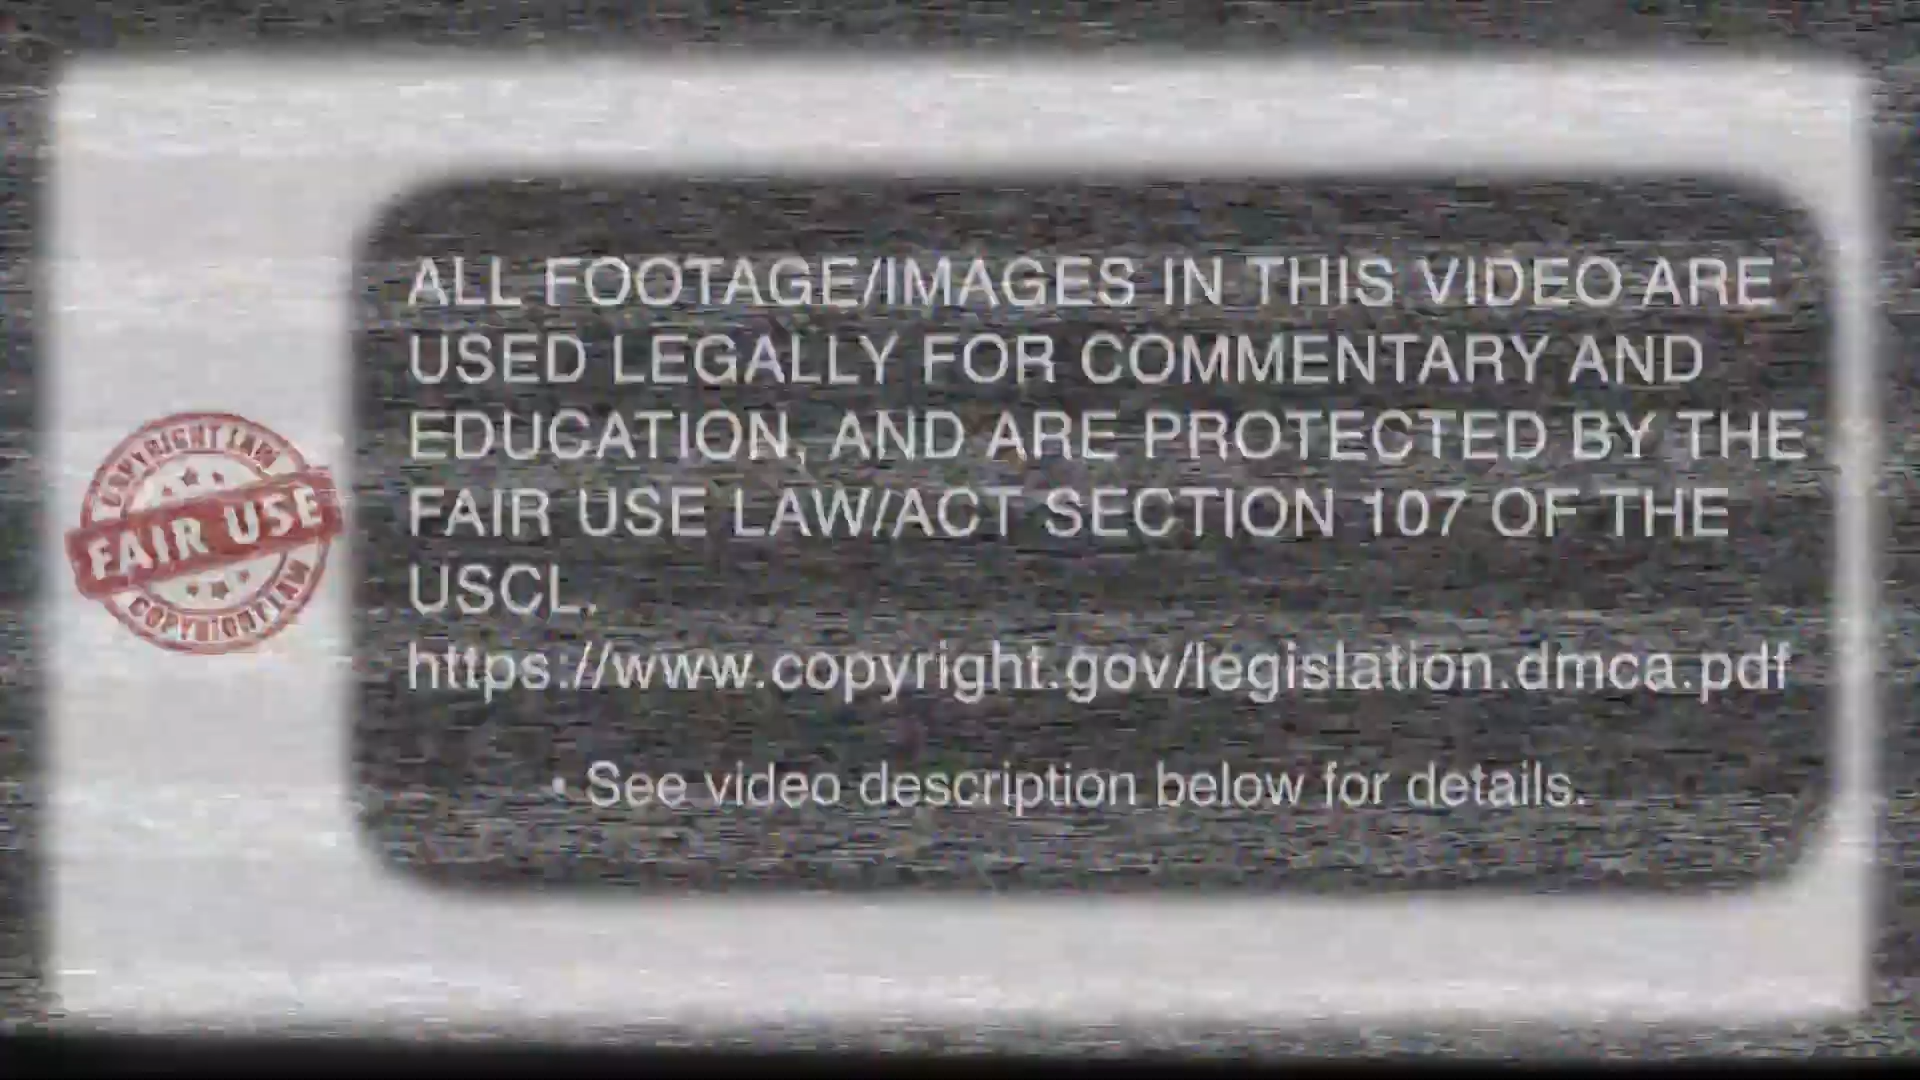 ALL FOOTAGE/IMAGES IN THIS VIDEO ARE
USED LEGALLY FOR COMMENTARY AND
EDUCATION, AND ARE PROTECTED BY THE
FAIR USE LAW/ACT SECTION 107 OF THE
USCL.
https://www.copyright.gov/legislation.dmca.pdf
• See video description below for details.
COPYRIGHT LAW
FAIR USE
COPYRIGHT LAW